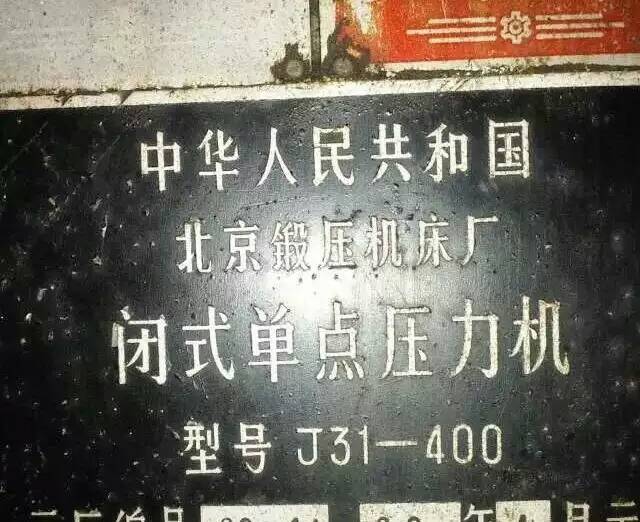 中华人民共和国
北京锻压机床厂
闭式单点压力机
型号 J31—400